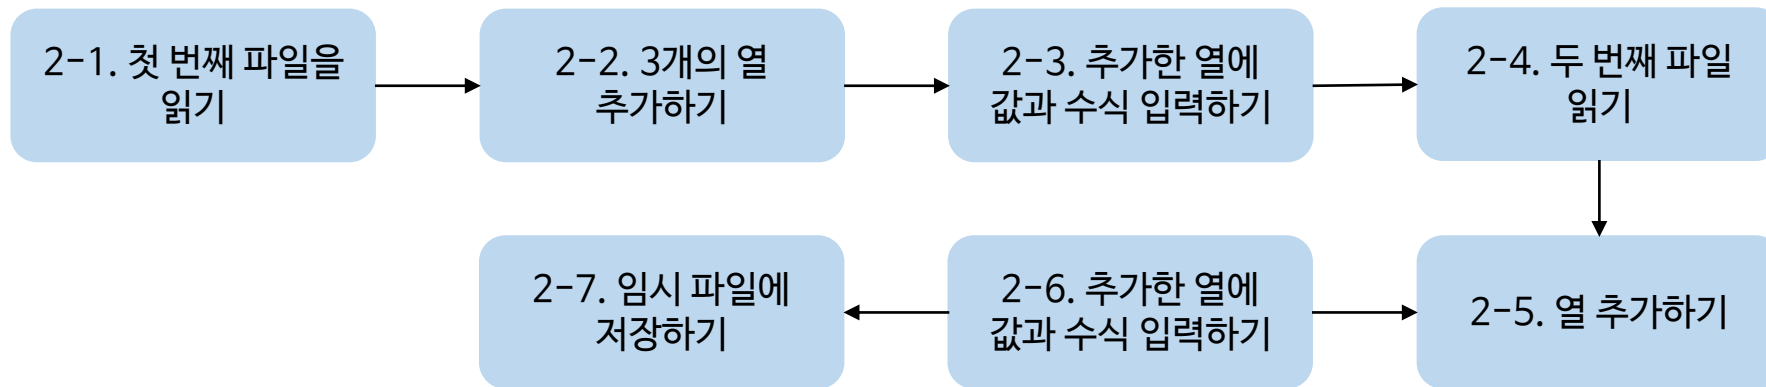 2-1. 첫 번째 파일을
읽기
2-2. 3개의 열
추가하기
2-3. 추가한 열에
값과 수식 입력하기
2-4. 두 번째 파일
읽기
2-5. 열 추가하기
2-6. 추가한 열에
값과 수식 입력하기
2-7. 임시 파일에
저장하기